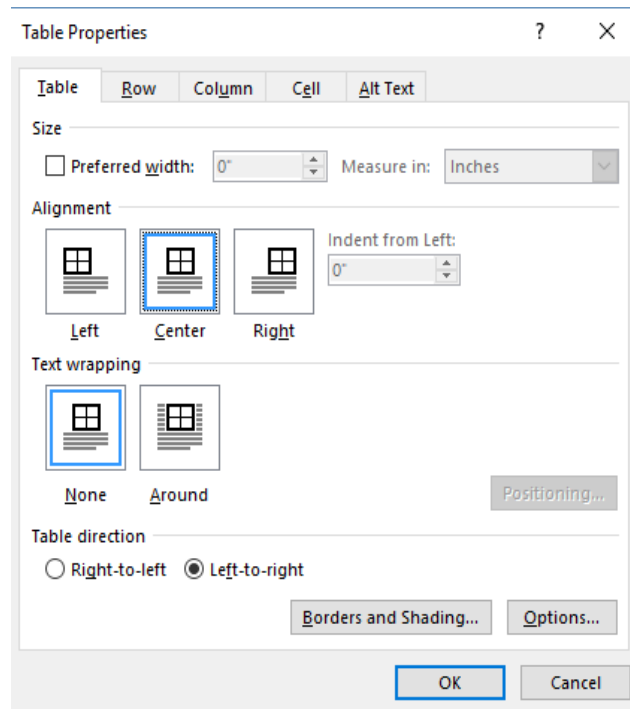 Table Properties ? X
Table Row Column Cell Alt Text
Size
Preferred width: 0" Measure in: Inches
Alignment
Indent from Left:
0"
Left Center Right
Text wrapping
None Around
Positioning...
Table direction
Right-to-left Left-to-right
Borders and Shading... Options...
OK Cancel